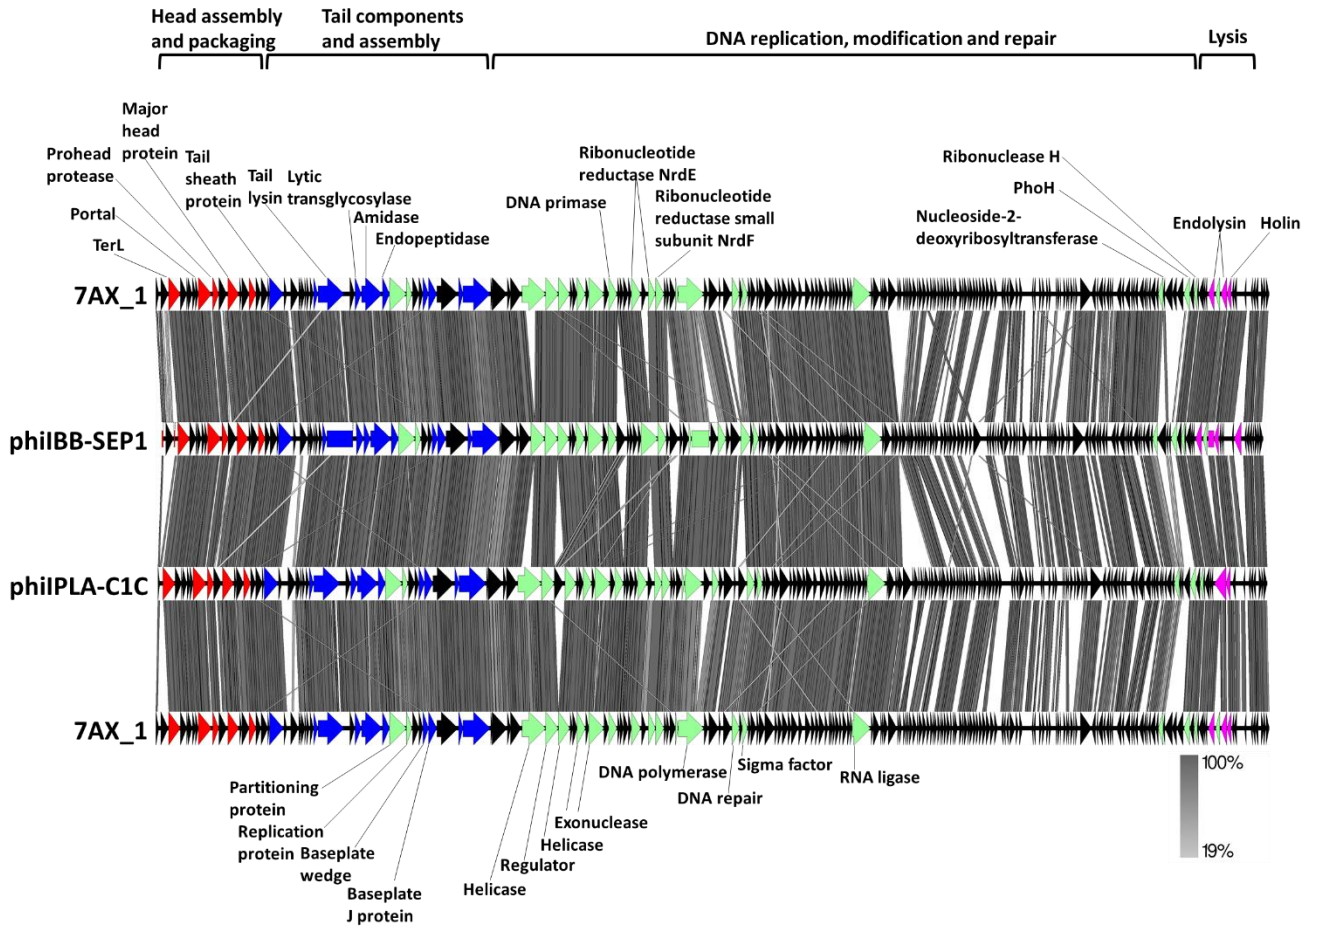 Head assembly
and packaging
Tail components
and assembly
DNA replication, modification and repair
Lysis
Major
head
protein
Prohead
protease
Portal
TerL
Tail
sheath
protein
Tail
lysin
Lytic
transglycosylase
Amidase
Endopeptidase
DNA primase
Ribonucleotide
reductase NrdE
Ribonucleotide
reductase small
subunit NrdF
Ribonuclease H
PhoH
Nucleoside-2-
deoxyribosyltransferase
Endolysin
Holin
7AX_1
philBB-SEP1
philPLA-C1C
7AX_1
Partitioning
protein
Replication
protein
Baseplate
wedge
Baseplate
J protein
Helicase
Regulator
Helicase
Exonuclease
DNA polymerase
DNA repair
Sigma factor
RNA ligase
100%
19%